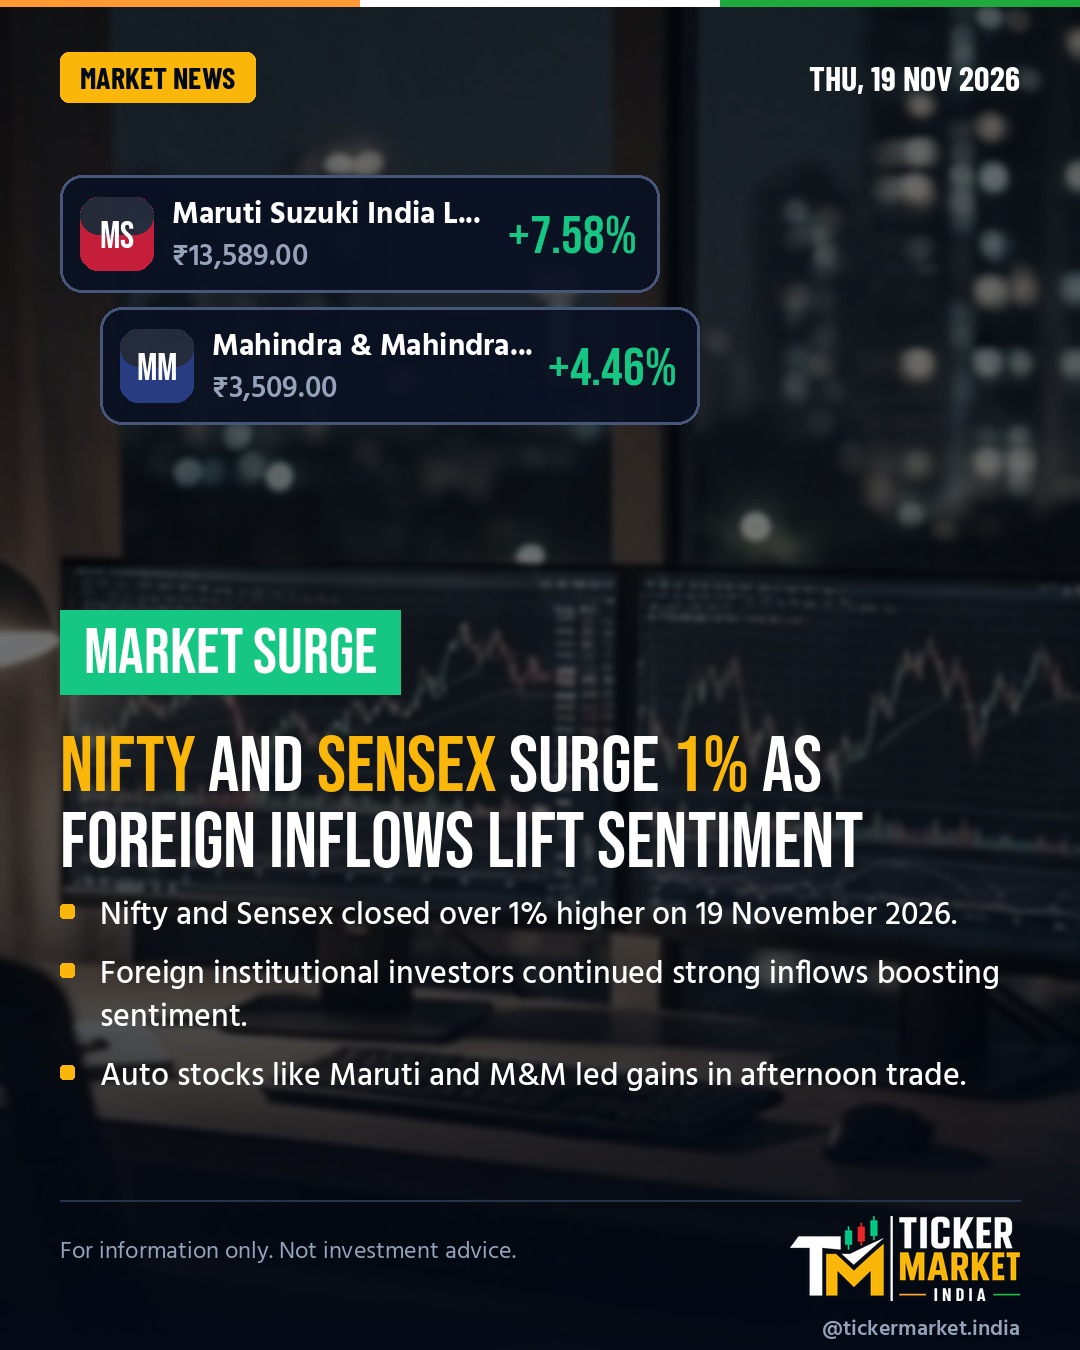 MARKET NEWS
THU, 19 NOV 2026
MS
Maruti Suzuki India L...
₹13,589.00
+7.58%
MM
Mahindra & Mahindra...
₹3,509.00
+4.46%
MARKET SURGE
NIFTY AND SENSEX SURGE 1% AS
FOREIGN INFLOWS LIFT SENTIMENT
Nifty and Sensex closed over 1% higher on 19 November 2026.
Foreign institutional investors continued strong inflows boosting
sentiment.
Auto stocks like Maruti and M&M led gains in afternoon trade.
For information only. Not investment advice.
TM
TICKER
MARKET
INDIA
@tickermarket.india